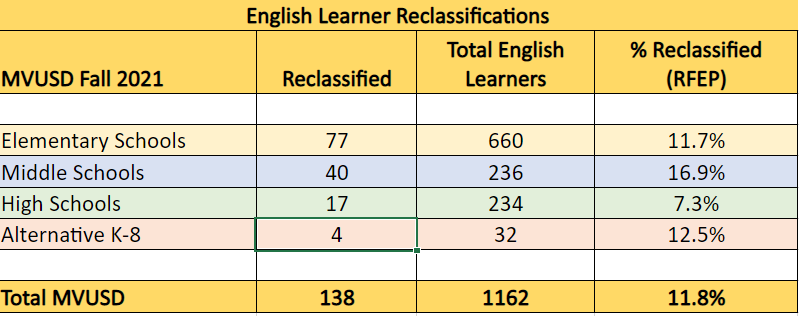 English Learner Reclassifications
MVUSD Fall 2021 Reclassified Total English Learners % Reclassified (RFEP)
Elementary Schools 77 660 11.7%
Middle Schools 40 236 16.9%
High Schools 17 234 7.3%
Alternative K-8 4 32 12.5%
Total MVUSD 138 1162 11.8%